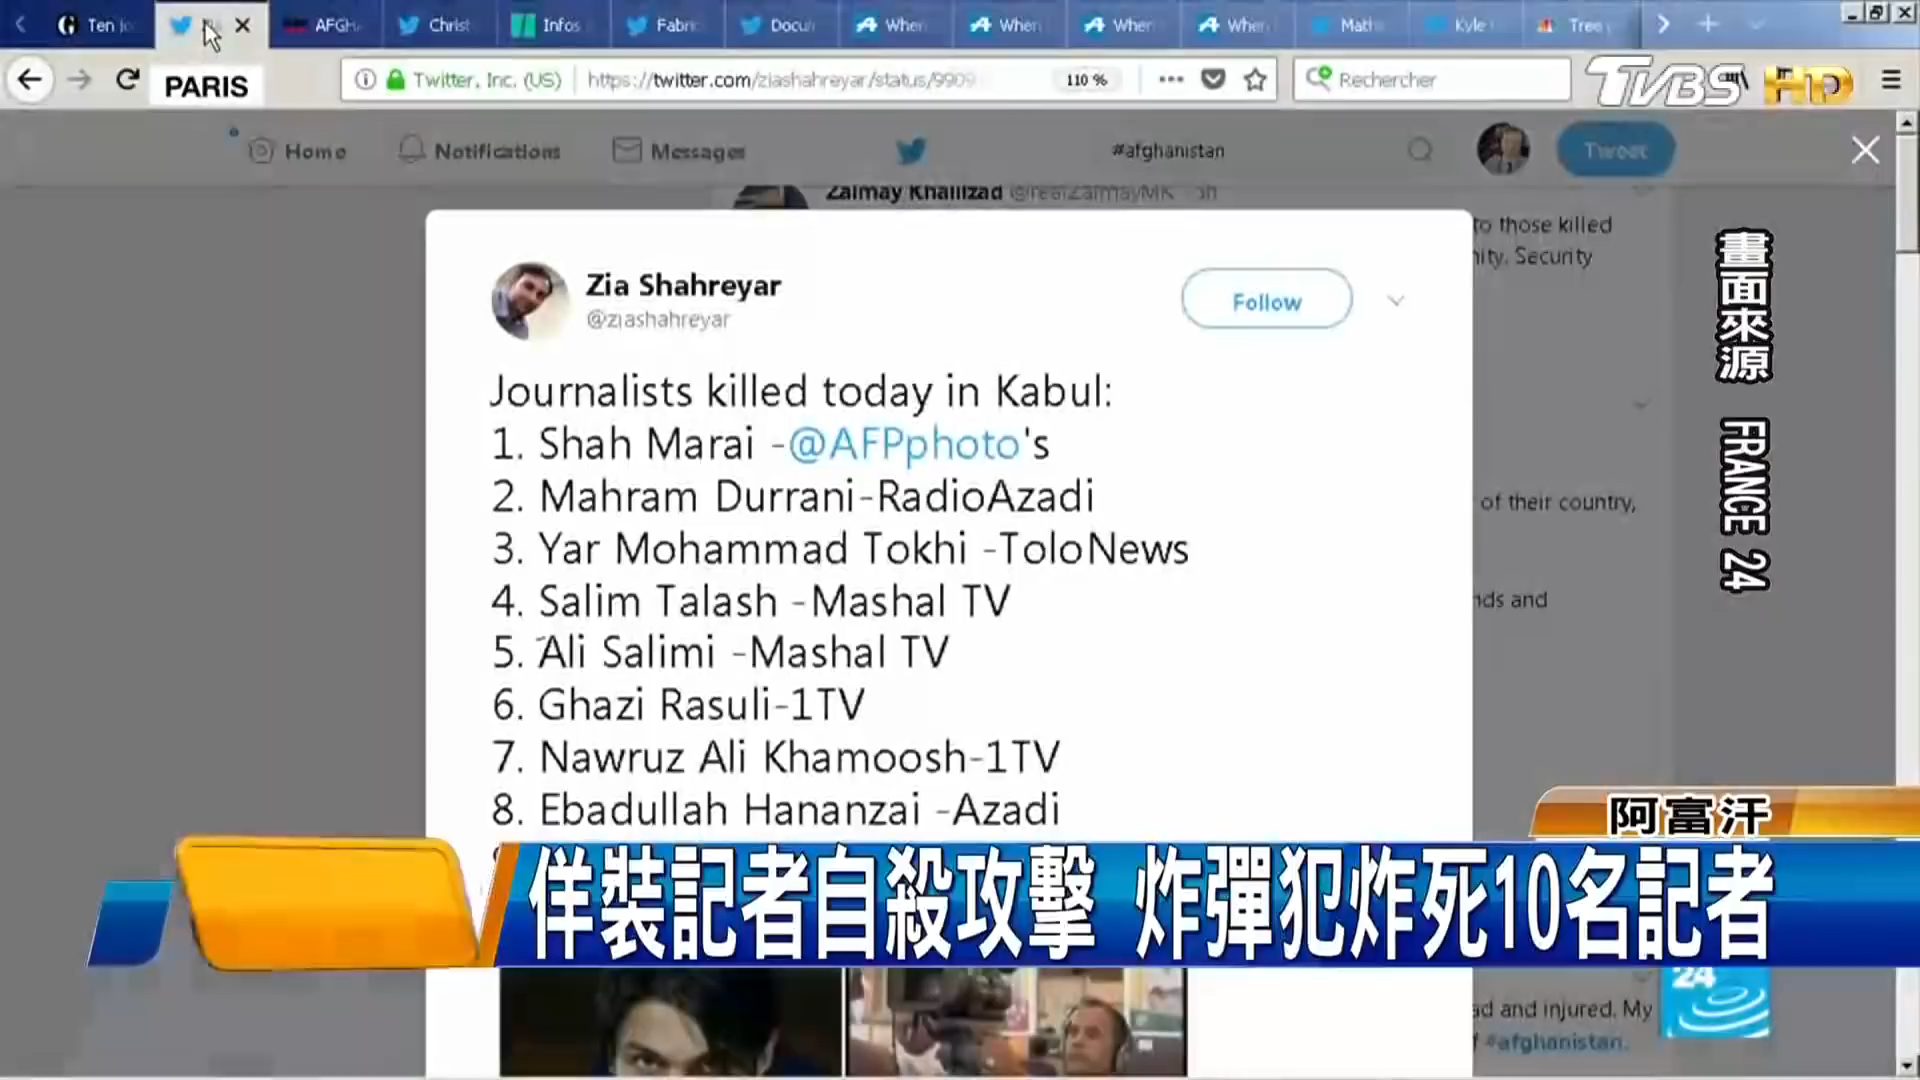 Ten jo
AFGH
Christ
Infos
Fabric
Docu
When
When
When
When
Math
Kyle
Tree
PARIS
Twitter, Inc. (US)
https://twitter.com/ziashahreyar/status/9909
110 %
Rechercher
TVBS HD
Home
Notifications
Messages
#afghanistan
Tweet
Zalmay Khalilzad @realZalmayMK
to those killed
nity. Security
畫面來源 FRANCE 24
Zia Shahreyar
@ziashahreyar
Follow
Journalists killed today in Kabul:
1. Shah Marai -@AFPphoto's
2. Mahram Durrani-RadioAzadi
3. Yar Mohammad Tokhi -ToloNews
4. Salim Talash -Mashal TV
5. Ali Salimi -Mashal TV
6. Ghazi Rasuli-1TV
7. Nawruz Ali Khamoosh-1TV
8. Ebadullah Hananzai -Azadi
of their country,
nds and
阿富汗
佯裝記者自殺攻擊 炸彈犯炸死10名記者
24
ad and injured. My
#afghanistan.